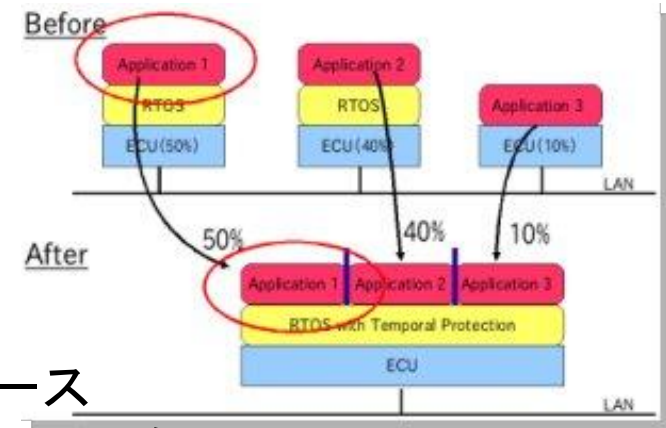 Before
Application 1
Application 2
RTOS
RTOS
Application 3
ECU(50%)
ECU(40%)
ECU(10%)
LAN
50%
40%
10%
After
Application 1
Application 2
Application 3
RTOS with Temporal Protection
ECU
ース
LAN